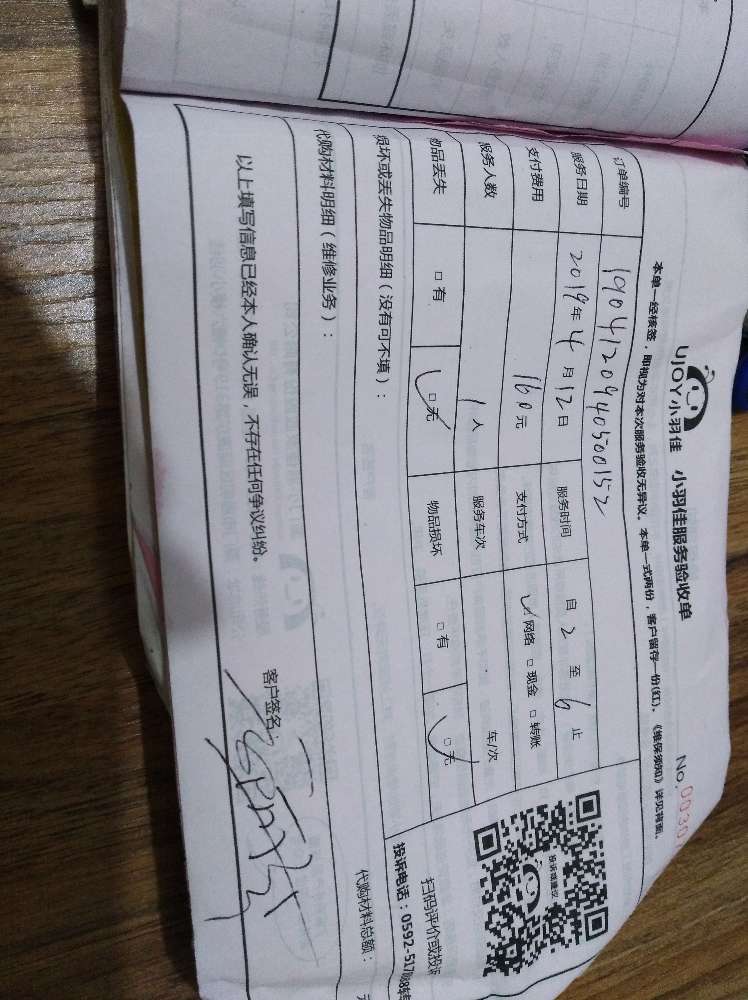 UJOY小羽佳 小羽佳服务验收单
No.00307
本单一经核签，即视为对本次服务验收无异议。本单一式两份，客户留存一份(红)。《维保须知》详见背面。
订单编号 1904120940500152
服务日期 2019年4月12日 服务时间 自 2 至 6 止
支付费用 160元 支付方式 ☑网络 □现金 □转账
服务人数 1人 服务车次 车/次
物品丢失 □有 ☑无 物品损坏 □有 ☑无
损坏或丢失物品明细（没有可不填）：
投诉或建议
扫码评价或投诉
投诉电话：0592-517
代购材料明细（维修业务）：
代购材料总额： 元
以上填写信息已经本人确认无误，不存在任何争议纠纷。
客户签名：